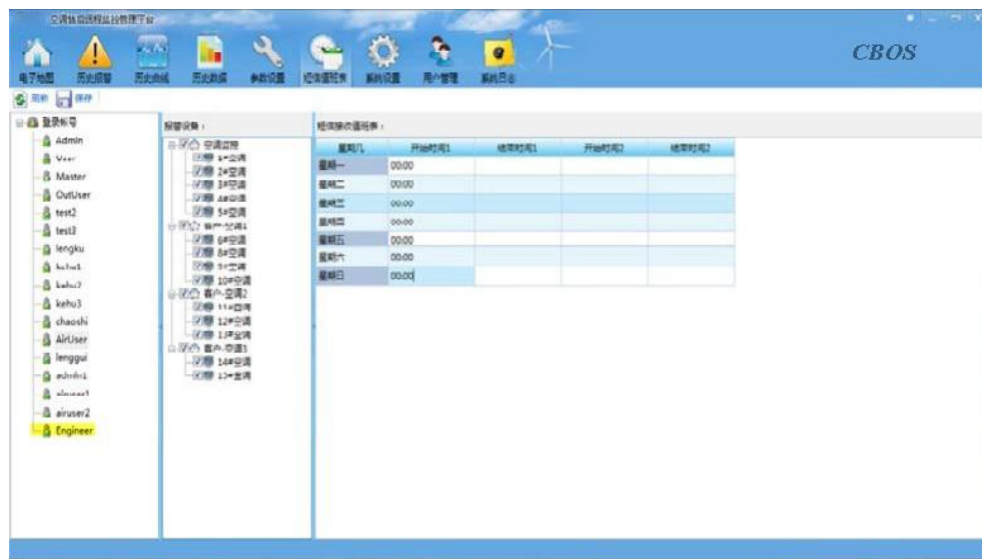 空调信息远程监控管理平台
电子地图 历史报警 历史曲线 历史数据 参数设置 短信值班表 系统设置 用户管理 系统日志
CBOS
刷新 保存
登录帐号
Admin
User
Master
OutUser
test2
test3
lengku
kehu1
kehu2
kehu3
chaoshi
AirUser
lenggui
admin1
airuser1
airuser2
Engineer
报警设备：
空调监控
1#空调
2#空调
3#空调
4#空调
5#空调
客户-空调1
6#空调
8#空调
9#空调
10#空调
客户-空调2
11#空调
12#空调
13#空调
14#空调
短信接收值班表：
星期几 开始时间1 结束时间1 开始时间2 结束时间2
星期一 00:00
星期二 00:00
星期三 00:00
星期四 00:00
星期五 00:00
星期六 00:00
星期日 00:00